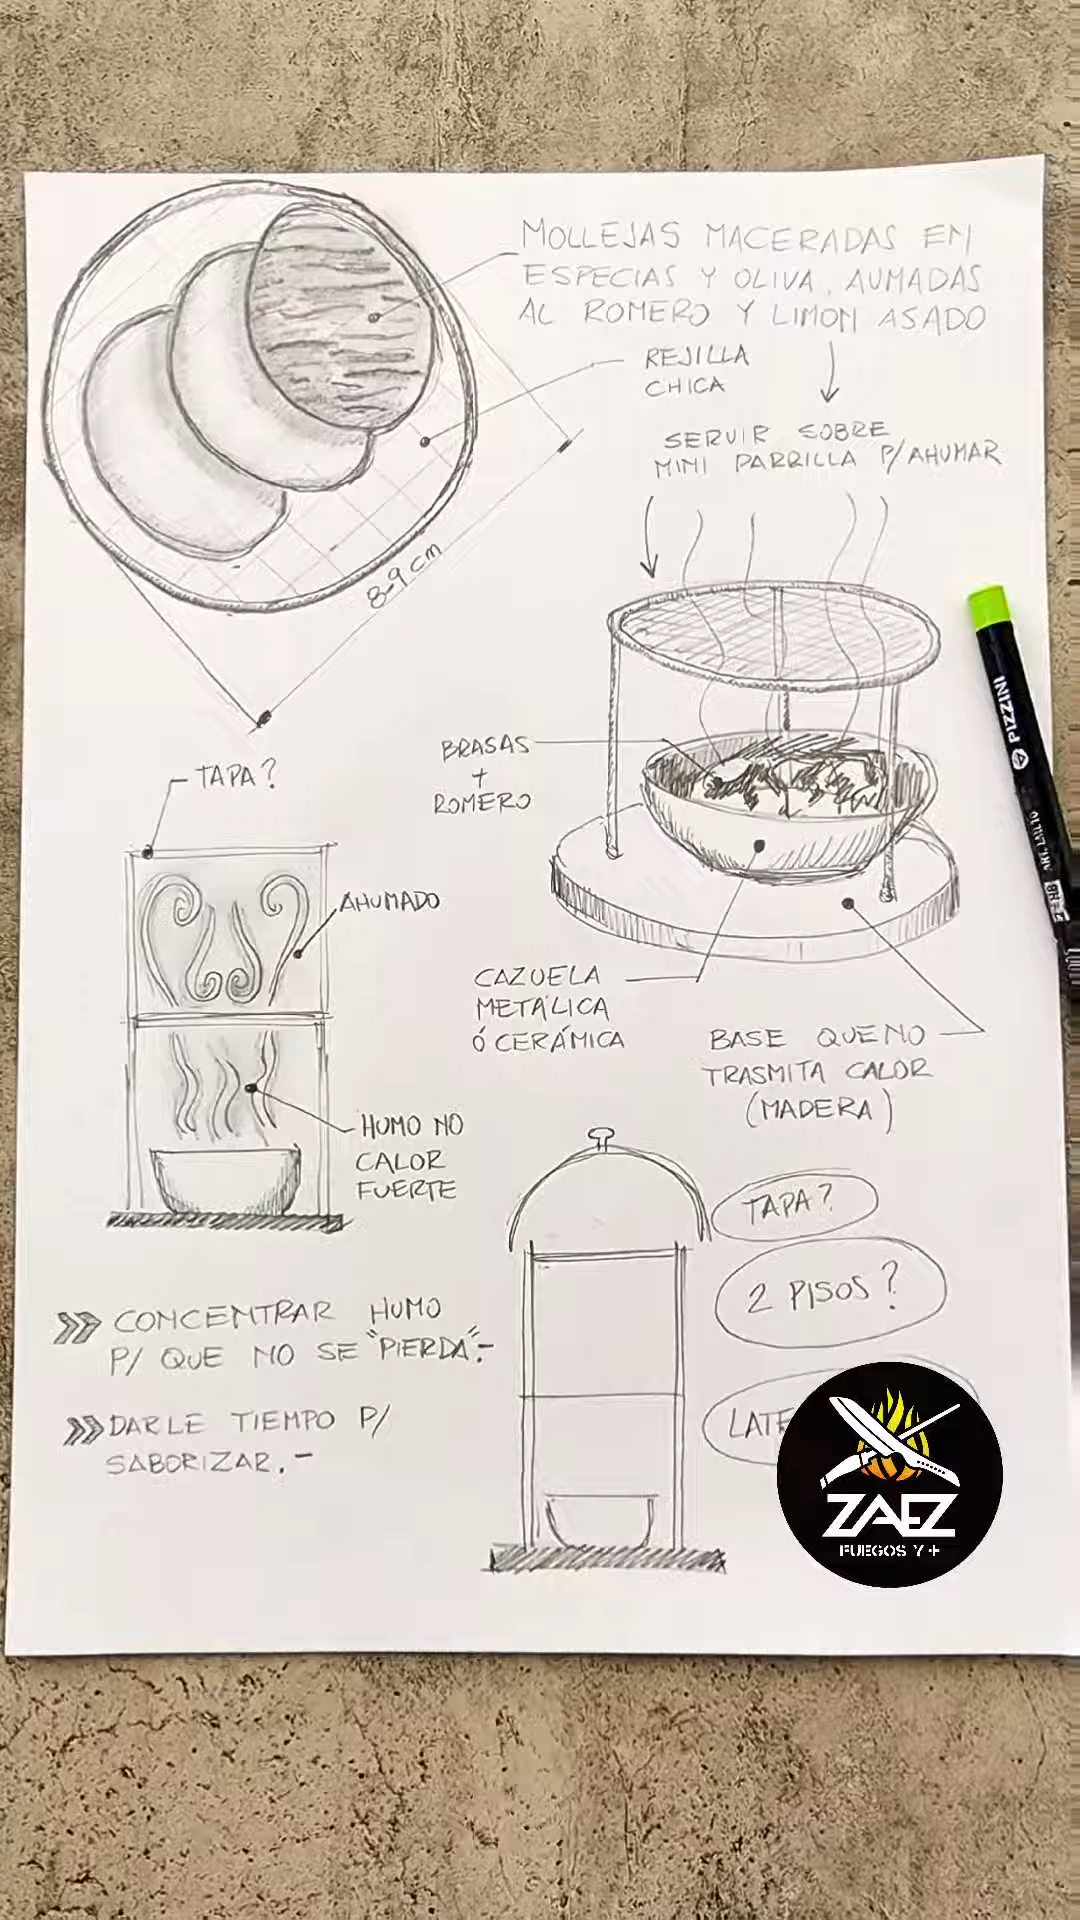 MOLLEJAS MACERADAS EN
ESPECIAS Y OLIVA, AUMADAS
AL ROMERO Y LIMON ASADO
REJILLA
CHICA
SERVIR SOBRE
MINI PARRILLA P/AHUMAR
8-9 cm
BRASAS
+
ROMERO
TAPA?
AHUMADO
CAZUELA
METÁLICA
Ó CERÁMICA
BASE QUE NO
TRASMITA CALOR
(MADERA)
HUMO NO
CALOR
FUERTE
TAPA?
2 PISOS?
CONCENTRAR HUMO
P/ QUE NO SE "PIERDA".-
DARLE TIEMPO P/
SABORIZAR.-
PIZZINI
ZAEZ
FUEGOS Y +